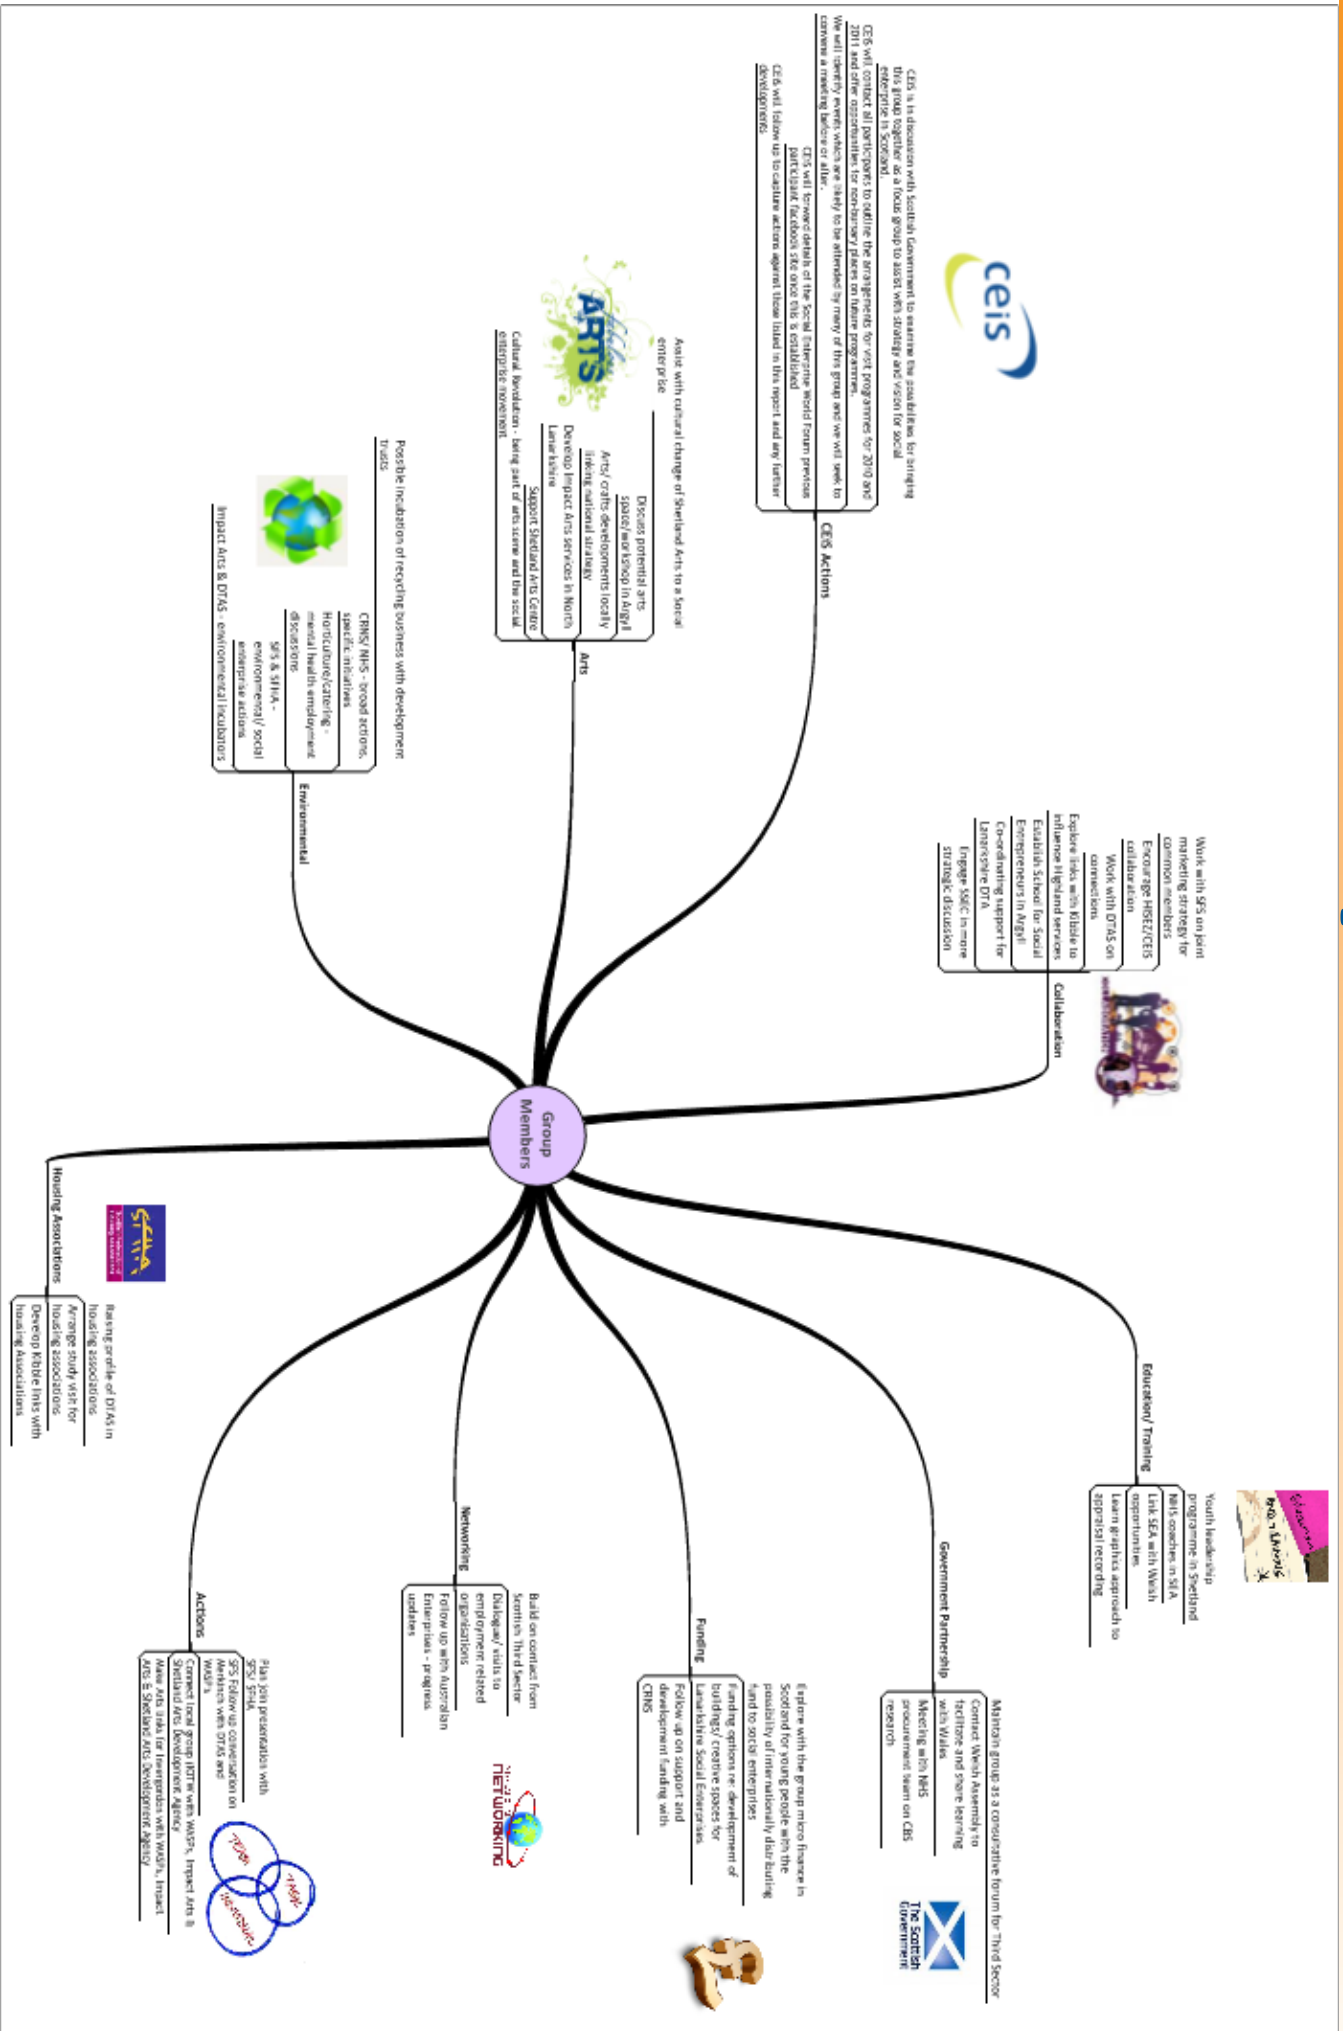 ceis
CEiS is in discussion with Scottish Government to examine the possibilities for bringing
this group together as a focus group to assist with strategy and vision for social
enterprise in Scotland.
CEiS will contact all participants to outline the arrangements for visit programmes for 2010 and
2011 and offer opportunities for non-bursary places on future programmes.
We will identify events which are likely to be attended by many of this group and we will seek to
convene a meeting before or after.
CEiS will forward details of the Social Enterprise World Forum previous
participant facebook site once this is established
CEiS will follow up to capture actions against those listed in this report and any further
developments
CEiS Actions
Assist with cultural change of Shetland Arts to a Social
enterprise
Discuss potential arts
space/workshop in Argyll
Arts/ crafts developments locally
linking national strategy
Develop Impact Arts services in North
Lanarkshire
Support Shetland Arts Centre
Cultural Revolution - being part of arts scene and the social
enterprise movement
Arts
ARTS
Possible incubation of recycling business with development
trusts
CRNS/ NHS - broad actions,
specific initiatives
Horticulture/catering -
mental health employment
discussions
SFS & SFHA -
environmental/ social
enterprise actions
Impact Arts & DTAS - environmental incubators
Environmental
Work with SFS on joint
marketing strategy for
common members
Encourage HISEZ/CEiS
collaboration
Work with DTAS on
connections
Explore links with Kibble to
influence Highland services
Establish School for Social
Entrepreneurs in Argyll
Co-ordinating support for
Lanarkshire DTA
Engage SSEC in more
strategic discussion
Collaboration
Group
Members
Education/ Training
Youth leadership
programme in Shetland
NHS coaches in SEA
Link SEA with Welsh
opportunities
Learn graphics approach to
appraisal recording
Government Partnership
Maintain group as a consultative forum for Third Sector
Contact Welsh Assembly to
facilitate and share learning
with Wales
Meeting with NHS
procurement team on CBS
research
The Scottish
Government
Funding
Explore with the group micro finance in
Scotland for young people with the
possibility of internationally distributing
fund to social enterprises
Funding options re: development of
buildings/ creative spaces for
Lanarkshire Social Enterprises
Follow up on support and
development funding with
CRNS
£
Networking
Build on contact from
Scottish Third Sector
Dialogue/ visits to
employment related
organisations
Follow up with Australian
Enterprises - progress
updates
NETWORKING
Actions
Plan join presentation with
SFS/ SFHA
SFS Follow up conversation on
Merkinch with DTAS and
WASPs
Connect local group IOTW with WASPs, Impact Arts &
Shetland Arts Development Agency
Make Arts links for Invergordon with WASPs, Impact
Arts & Shetland Arts Development Agency
Housing Associations
SFHA
Raising profile of DTAS in
housing associations
Arrange study visit for
housing associations
Develop Kibble links with
housing Associations